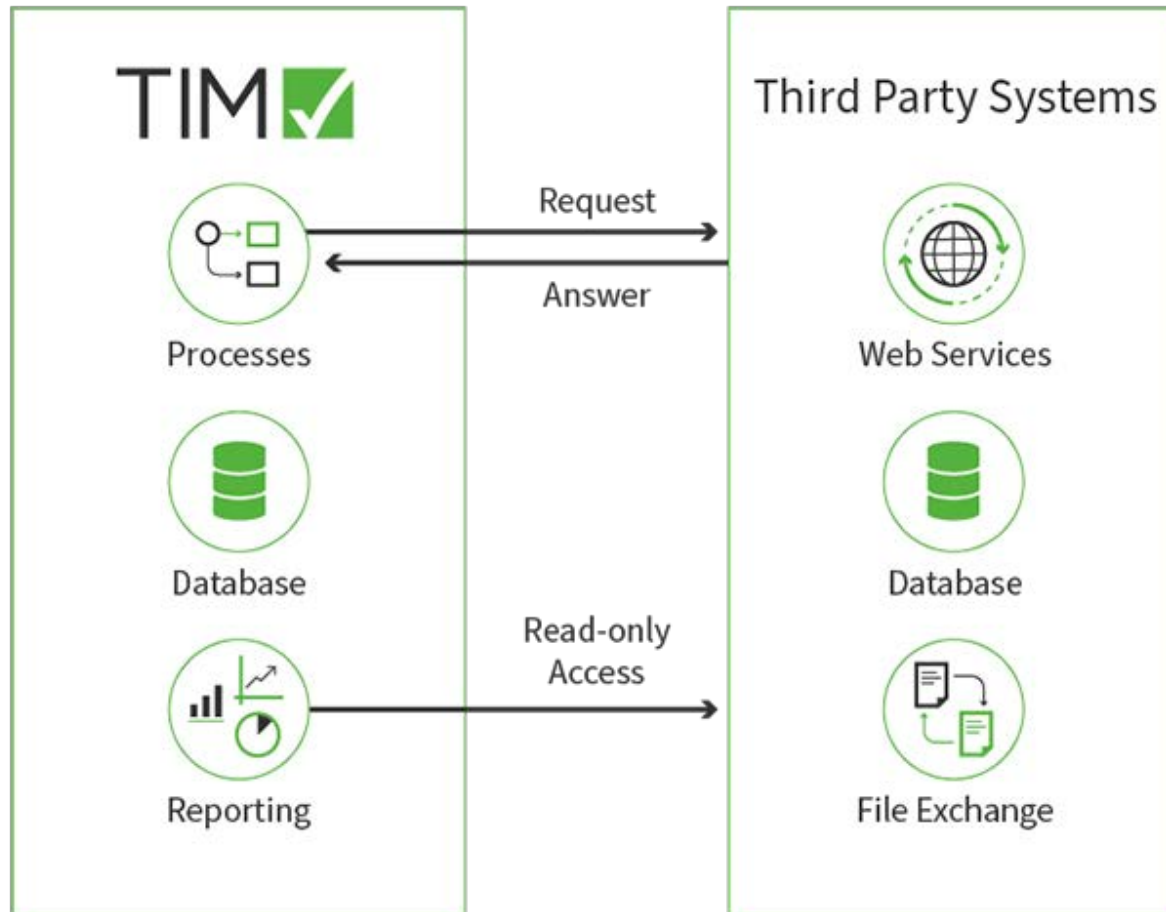 TIM
Third Party Systems
Request
Answer
Processes
Web Services
Database
Database
Read-only
Access
Reporting
File Exchange